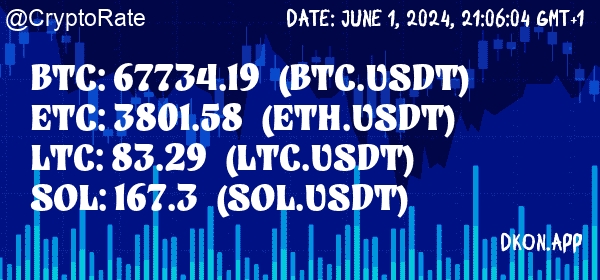 @CryptoRate
DATE: JUNE 1, 2024, 21:06:04 GMT+1
BTC: 67734.19 (BTC.USDT)
ETC: 3801.58 (ETH.USDT)
LTC: 83.29 (LTC.USDT)
SOL: 167.3 (SOL.USDT)
DKON.APP